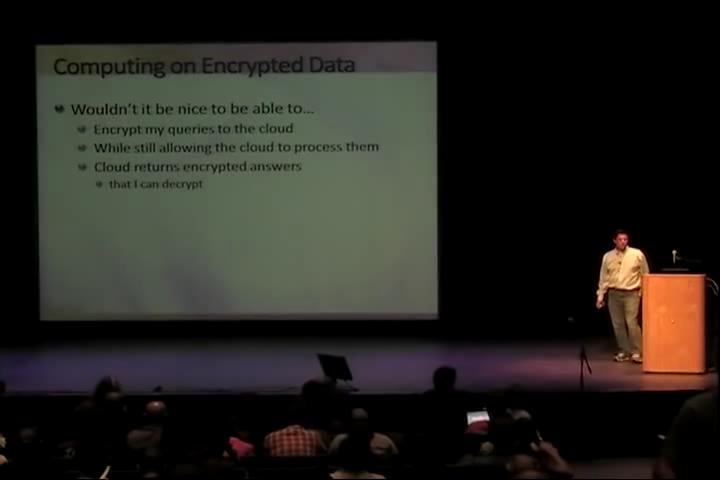 Computing on Encrypted Data
Wouldn't it be nice to be able to...
Encrypt my queries to the cloud
While still allowing the cloud to process them
Cloud returns encrypted answers
that I can decrypt